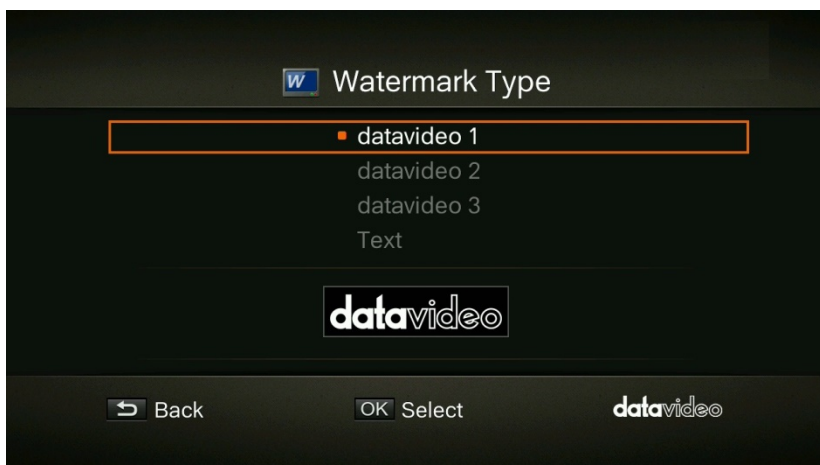 W Watermark Type
datavideo 1
datavideo 2
datavideo 3
Text
datavideo
Back OK Select datavideo